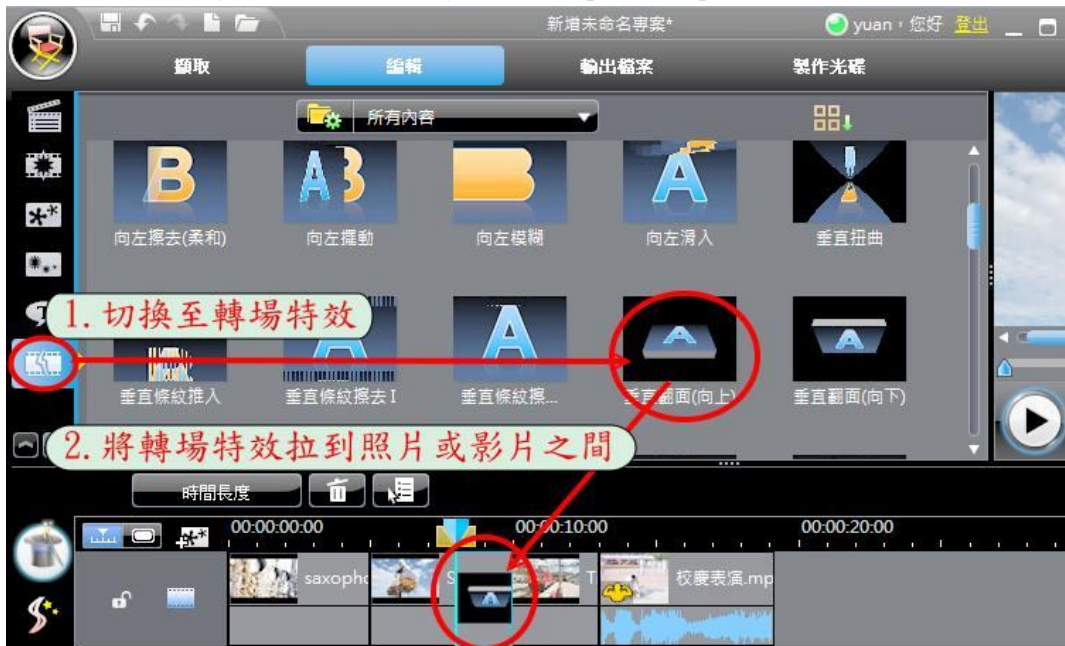 新增未命名專案*
yuan，您好 登出
擷取 編輯 輸出檔案 製作光碟
所有內容
向左擦去(柔和) 向左擺動 向左模糊 向左滑入 垂直扭曲
1. 切換至轉場特效
垂直條紋推入 垂直條紋擦去 I 垂直條紋擦... 垂直翻面(向上) 垂直翻面(向下)
2. 將轉場特效拉到照片或影片之間
時間長度
00:00:00:00 00:00:10:00 00:00:20:00
saxopho S T 校慶表演.mp